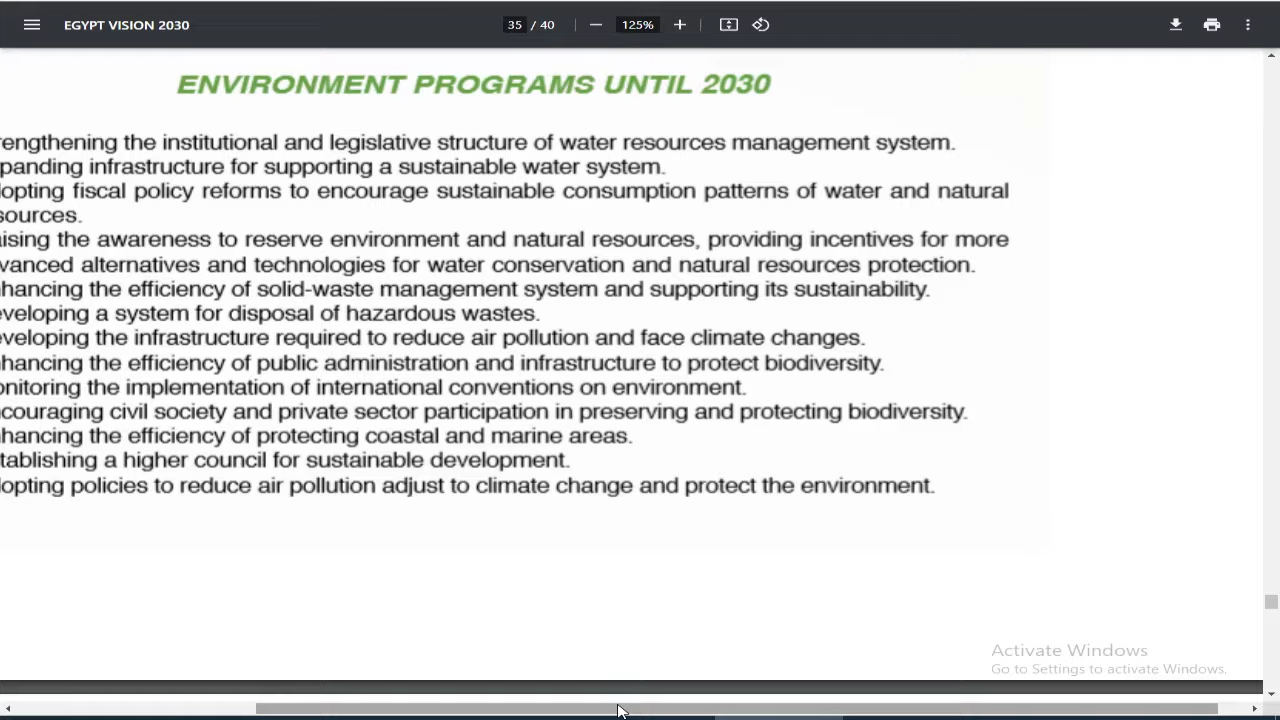 EGYPT VISION 2030
35 / 40
125%
ENVIRONMENT PROGRAMS UNTIL 2030
rengthening the institutional and legislative structure of water resources management system.
panding infrastructure for supporting a sustainable water system.
lopting fiscal policy reforms to encourage sustainable consumption patterns of water and natural
sources.
ising the awareness to reserve environment and natural resources, providing incentives for more
vanced alternatives and technologies for water conservation and natural resources protection.
hancing the efficiency of solid-waste management system and supporting its sustainability.
veloping a system for disposal of hazardous wastes.
veloping the infrastructure required to reduce air pollution and face climate changes.
hancing the efficiency of public administration and infrastructure to protect biodiversity.
onitoring the implementation of international conventions on environment.
couraging civil society and private sector participation in preserving and protecting biodiversity.
hancing the efficiency of protecting coastal and marine areas.
tablishing a higher council for sustainable development.
lopting policies to reduce air pollution adjust to climate change and protect the environment.
Activate Windows
Go to Settings to activate Windows.